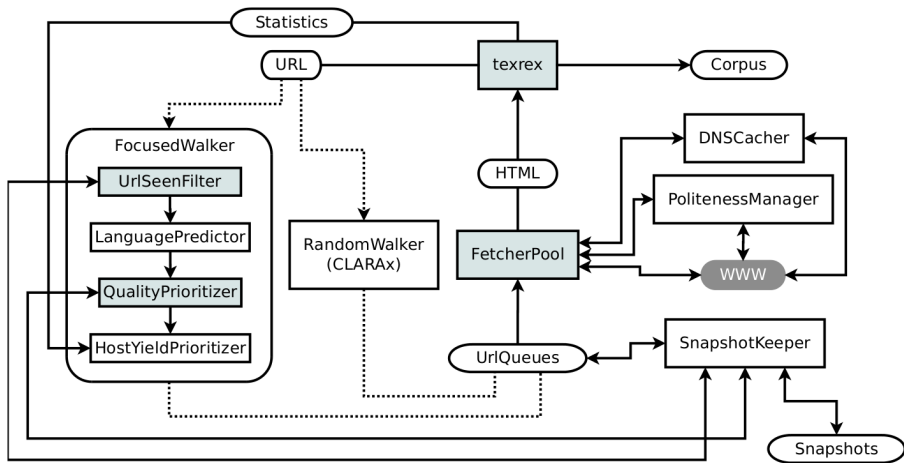 Statistics
URL
texrex
Corpus
FocusedWalker
DNSCacher
HTML
UrlSeenFilter
PolitenessManager
LanguagePredictor
RandomWalker
(CLARAx)
FetcherPool
WWW
QualityPrioritizer
HostYieldPrioritizer
UrlQueues
SnapshotKeeper
Snapshots